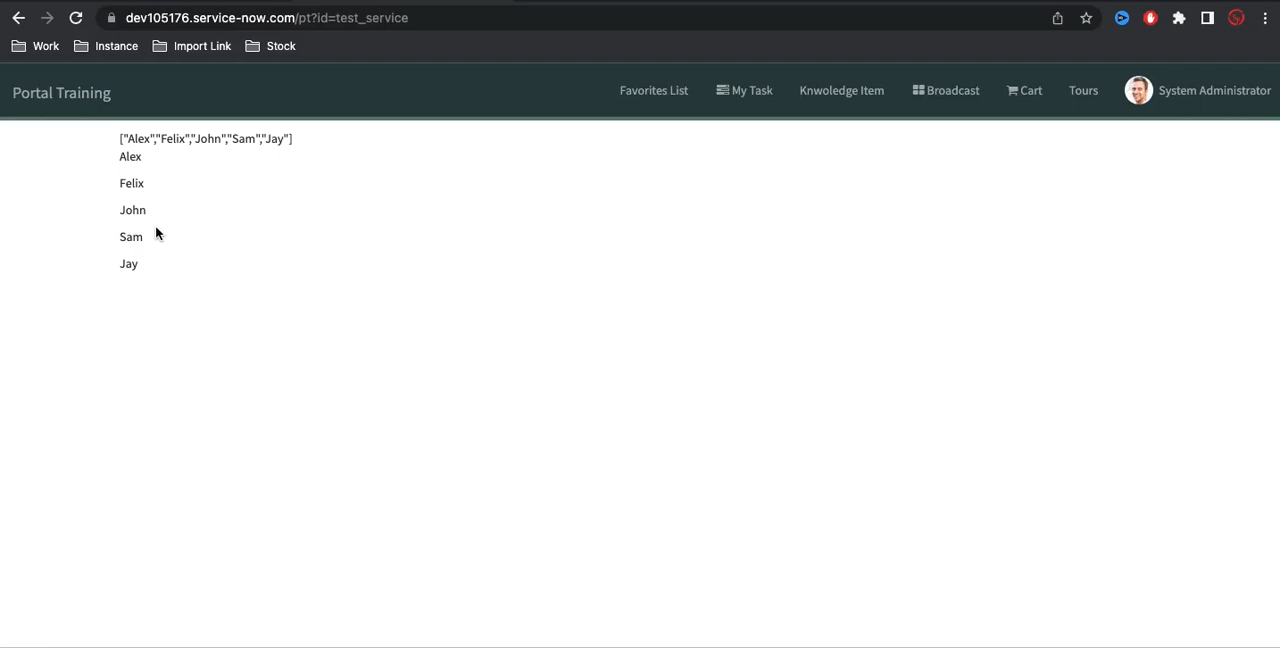 dev105176.service-now.com/pt?id=test_service
Work Instance Import Link Stock
Portal Training Favorites List My Task Knwoledge Item Broadcast Cart Tours System Administrator
["Alex","Felix","John","Sam","Jay"]
Alex
Felix
John
Sam
Jay